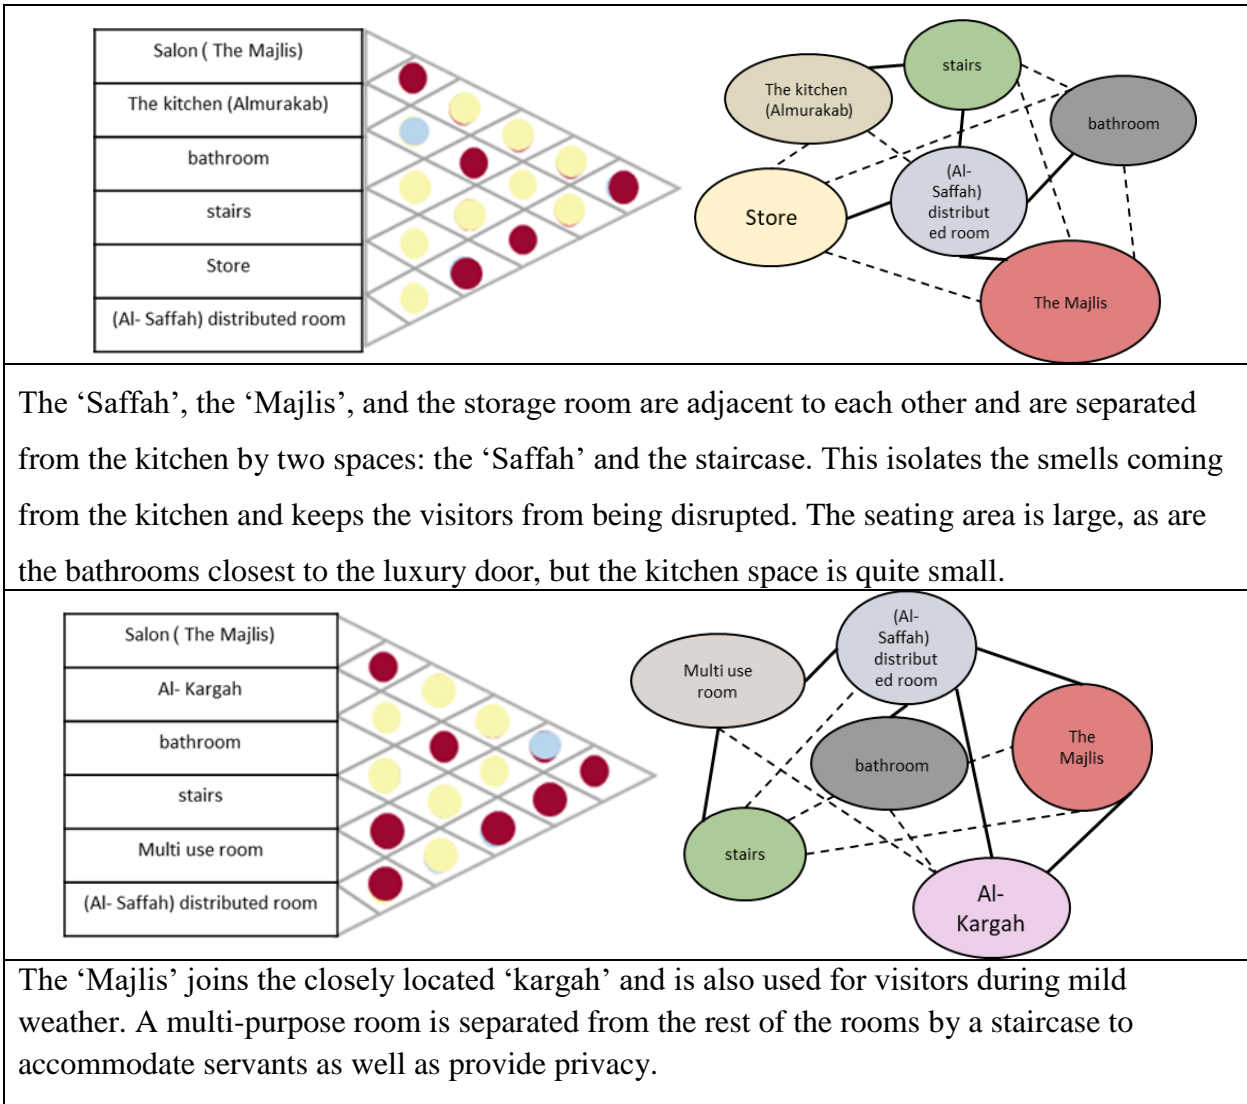 Salon ( The Majlis)
The kitchen (Almurakab)
bathroom
stairs
Store
(Al- Saffah) distributed room
The kitchen
(Almurakab)
stairs
bathroom
Store
(Al-
Saffah)
distribut
ed room
The Majlis
The ‘Saffah’, the ‘Majlis’, and the storage room are adjacent to each other and are separated
from the kitchen by two spaces: the ‘Saffah’ and the staircase. This isolates the smells coming
from the kitchen and keeps the visitors from being disrupted. The seating area is large, as are
the bathrooms closest to the luxury door, but the kitchen space is quite small.
Salon ( The Majlis)
Al- Kargah
bathroom
stairs
Multi use room
(Al- Saffah) distributed room
(Al-
Saffah)
distribut
ed room
Multi use
room
The
Majlis
bathroom
stairs
Al-
Kargah
The ‘Majlis’ joins the closely located ‘kargah’ and is also used for visitors during mild
weather. A multi-purpose room is separated from the rest of the rooms by a staircase to
accommodate servants as well as provide privacy.